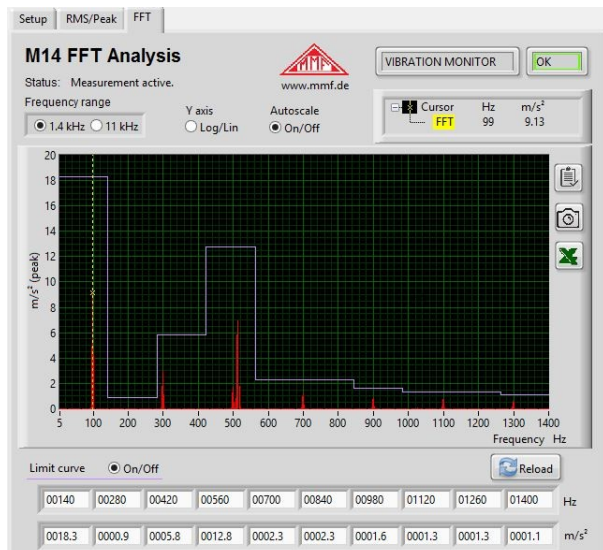 Setup RMS/Peak FFT
M14 FFT Analysis
MMF
www.mmf.de
VIBRATION MONITOR OK
Status: Measurement active.
Frequency range
1.4 kHz 11 kHz
Y axis
Log/Lin
Autoscale
On/Off
Cursor Hz m/s²
FFT 99 9.13
m/s² (peak)
20
18
16
14
12
10
8
6
4
2
0
5 100 200 300 400 500 600 700 800 900 1000 1100 1200 1300 1400
Frequency Hz
Limit curve On/Off
Reload
00140 00280 00420 00560 00700 00840 00980 01120 01260 01400 Hz
0018.3 0000.9 0005.8 0012.8 0002.3 0002.3 0001.6 0001.3 0001.3 0001.1 m/s²